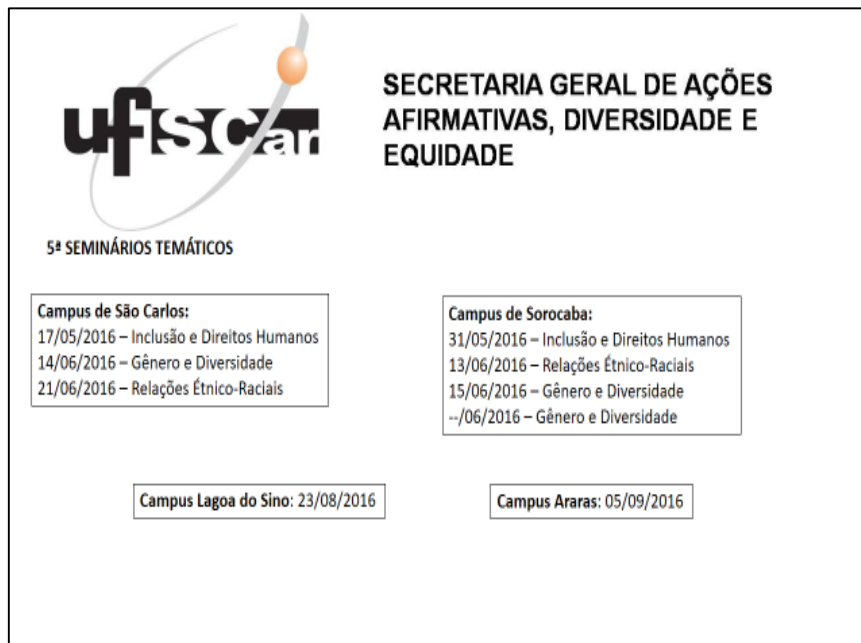 ufscar
SECRETARIA GERAL DE AÇÕES
AFIRMATIVAS, DIVERSIDADE E
EQUIDADE
5ª SEMINÁRIOS TEMÁTICOS
Campus de São Carlos:
17/05/2016 – Inclusão e Direitos Humanos
14/06/2016 – Gênero e Diversidade
21/06/2016 – Relações Étnico-Raciais
Campus de Sorocaba:
31/05/2016 – Inclusão e Direitos Humanos
13/06/2016 – Relações Étnico-Raciais
15/06/2016 – Gênero e Diversidade
--/06/2016 – Gênero e Diversidade
Campus Lagoa do Sino: 23/08/2016
Campus Araras: 05/09/2016